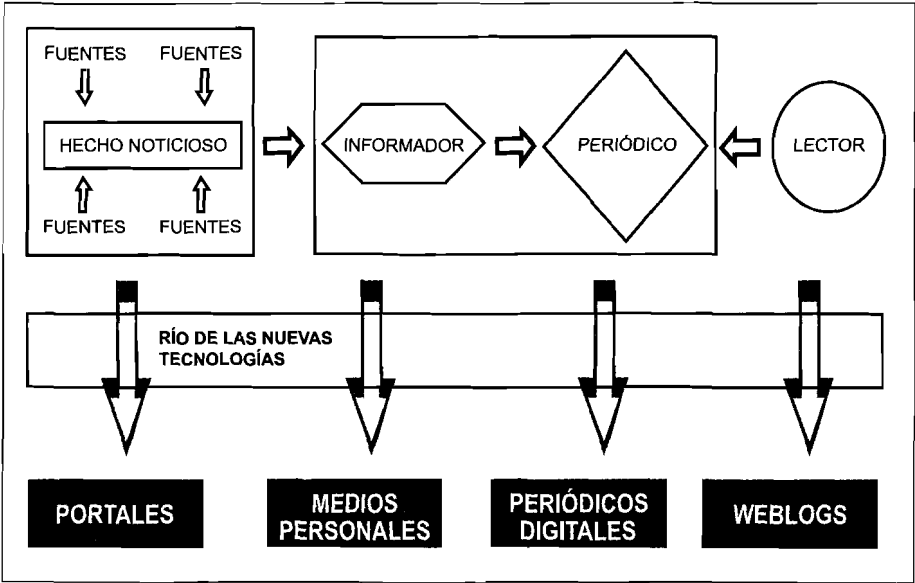 FUENTES
FUENTES
HECHO NOTICIOSO
FUENTES
FUENTES
INFORMADOR
PERIÓDICO
LECTOR
RÍO DE LAS NUEVAS
TECNOLOGÍAS
PORTALES
MEDIOS
PERSONALES
PERIÓDICOS
DIGITALES
WEBLOGS